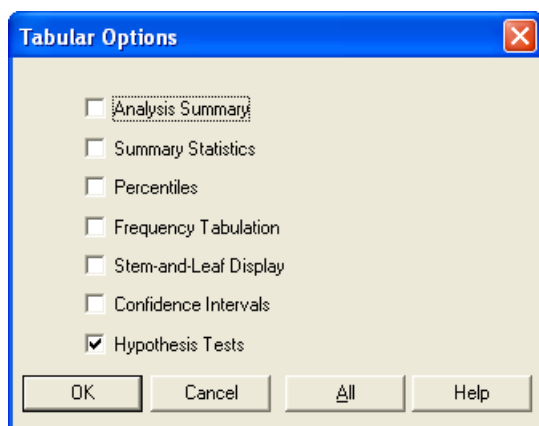 Tabular Options
Analysis Summary
Summary Statistics
Percentiles
Frequency Tabulation
Stem-and-Leaf Display
Confidence Intervals
Hypothesis Tests
OK Cancel All Help